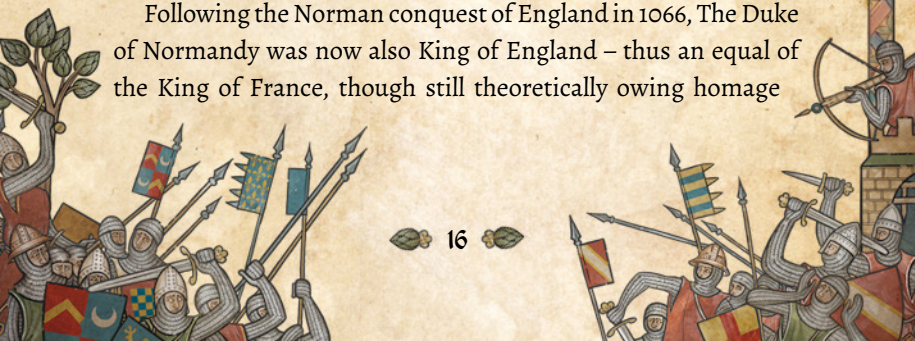 Following the Norman conquest of England in 1066, The Duke
of Normandy was now also King of England – thus an equal of
the King of France, though still theoretically owing homage
16